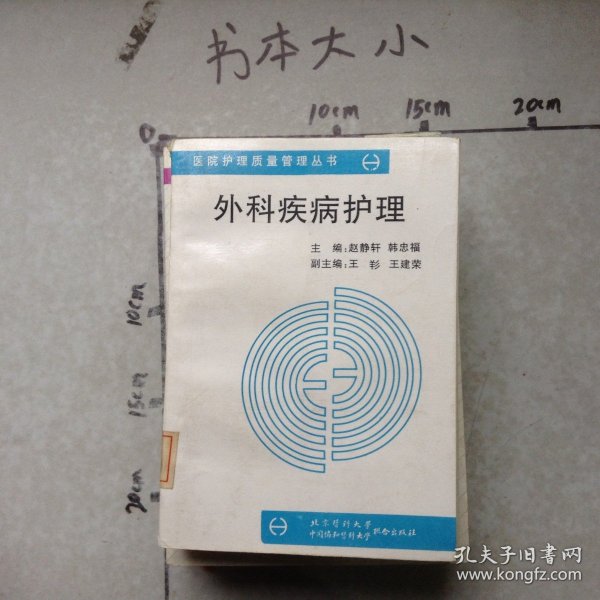 书本大小
10cm 15cm 20cm
0
10cm
15cm
20cm
医院护理质量管理丛书
外科疾病护理
主 编:赵静轩 韩忠福
副主编:王 彩 王建荣
北京医科大学
中国协和医科大学 联合出版社
孔夫子旧书网
www.kongfz.com